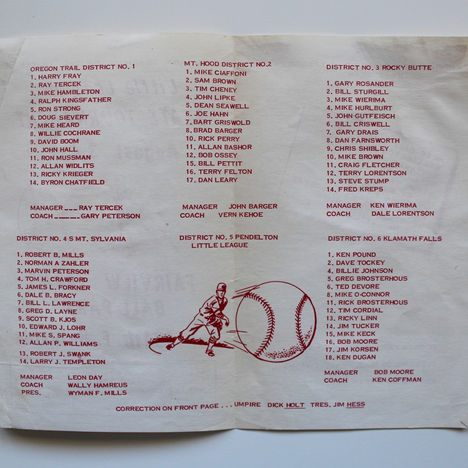 OREGON TRAIL DISTRICT NO. 1
1. HARRY FRAY
2. RAY TERCEK
3. MIKE HAMBLETON
4. RALPH KINGSFATHER
5. RON STRONG
6. DOUG SIEVERT
7. MIKE HEARD
8. WILLIE COCHRANE
9. DAVID BOOM
10. JOHN HALL
11. RON MUSSMAN
12. ALLAN WIDLITS
13. RICKY KRIEGER
14. BYRON CHATFIELD
MANAGER ___ RAY TERCEK
COACH _____ GARY PETERSON
MT. HOOD DISTRICT NO.2
1. MIKE CIAFFONI
2. SAM BROWN
3. TIM CHENEY
4. JOHN LIPKE
5. DEAN SEAWELL
6. JOE HAHN
7. BART GRISWOLD
8. BRAD BARGER
10. RICK PERRY
11. ALLAN BASHOR
12. BOB OSSEY
15. BILL PETTIT
16. TERRY FELTON
17. DAN LEARY
MANAGER JOHN BARGER
COACH VERN KEHOE
DISTRICT NO. 3 ROCKY BUTTE
1. GARY ROSANDER
2. BILL STURGILL
3. MIKE WIERIMA
4. MIKE HURLBURT
5. JOHN GUTFEISCH
6. BILL CRISWELL
7. GARY DRAIS
8. DAN FARNSWORTH
9. CHRIS SHIBLEY
10. MIKE BROWN
11. CRAIG FLETCHER
12. TERRY LORENTSON
13. STEVE STUMP
14. FRED KREPS
MANAGER KEN WIERIMA
COACH DALE LORENTSON
DISTRICT NO. 4 S MT. SYLVANIA
1. ROBERT B. MILLS
2. NORMAN A ZAHLER
3. MARVIN PETERSON
4. TOM H. CRAWFORD
5. JAMES L. FORKNER
6. DALE B. BRACY
7. BILL L. LAWRENCE
8. GREG D. LAYNE
9. SCOTT B. KJOS
10. EDWARD J. LOHR
11. MIKE S. SPANG
12. ALLAN P. WILLIAMS
13. ROBERT J. SWANK
14. LARRY J. TEMPLETON
MANAGER LEON DAY
COACH WALLY HAMREUS
PRES. WYMAN F. MILLS
DISTRICT NO. 5 PENDELTON
LITTLE LEAGUE
DISTRICT NO. 6 KLAMATH FALLS
1. KEN POUND
2. DAVE TOCKEY
4. BILLIE JOHNSON
5. GREG BROSTERHOUS
6. TED DEVORE
8. MIKE O-CONNOR
11. RICK BROSTERHOUS
12. TIM CORDIAL
13. RICKY LINN
14. JIM TUCKER
15. MIKE KECK
16. BOB MOORE
17. JIM KORSEN
18. KEN DUGAN
MANAGER BOB MOORE
COACH KEN COFFMAN
CORRECTION ON FRONT PAGE . . . UMPIRE DICK HOLT TRES, JIM HESS